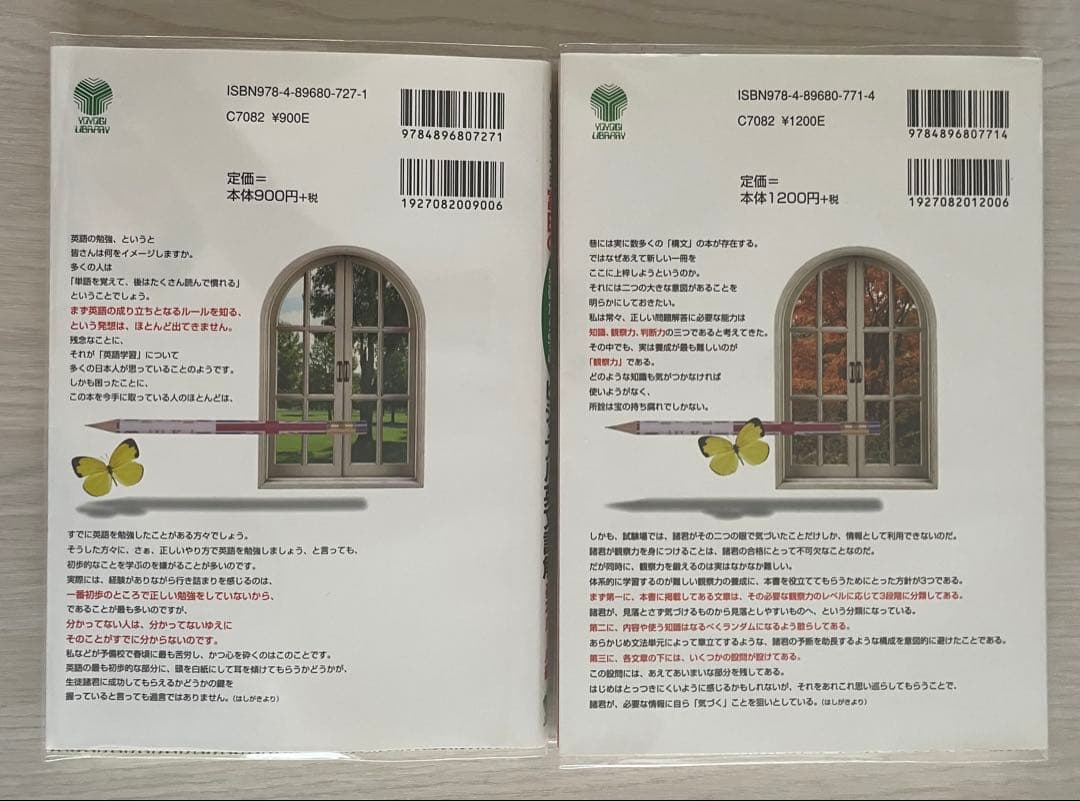 YOYOGI
LIBRARY
ISBN978-4-89680-727-1
C7082 ¥900E
9784896807271
定価＝
本体900円+税
1927082009006
英語の勉強、というと
皆さんは何をイメージしますか。
多くの人は
「単語を覚えて、後はたくさん読んで慣れる」
ということでしょう。
まず英語の成り立ちとなるルールを知る、
という発想は、ほとんど出てきません。
残念なことに、
それが「英語学習」について
多くの日本人が思っていることのようです。
しかも困ったことに、
この本を今手に取っている人のほとんどは、
すでに英語を勉強したことがある方々でしょう。
そうした方々に、さぁ、正しいやり方で英語を勉強しましょう、と言っても、
初歩的なことを学ぶのを嫌がることが多いのです。
実際には、経験がありながら行き詰まりを感じるのは、
一番初歩のところで正しい勉強をしていないから、
であることが最も多いのですが、
分かってない人は、分かってないゆえに
そのことがすでに分からないのです。
私などが予備校で春頃に最も苦労し、かつ心を砕くのはこのことです。
英語の最も初歩的な部分に、頭を白紙にして耳を傾けてもらうかどうかが、
生徒諸君に成功してもらえるかどうかの鍵を
握っていると言っても過言ではありません。（はしがきより）
YOYOGI
LIBRARY
ISBN978-4-89680-771-4
C7082 ¥1200E
9784896807714
定価＝
本体1200円+税
1927082012006
巷には実に数多くの「構文」の本が存在する。
ではなぜあえて新しい一冊を
ここに上梓しようというのか。
それには二つの大きな意図があることを
明らかにしておきたい。
私は常々、正しい問題解答に必要な能力は
知識、観察力、判断力の三つであると考えてきた。
その中でも、実は養成が最も難しいのが
「観察力」である。
どのような知識も気がつかなければ
使いようがなく、
所詮は宝の持ち腐れでしかない。
しかも、試験場では、諸君がその二つの眼で気づいたことだけしか、情報として利用できないのだ。
諸君が観察力を身につけることは、諸君の合格にとって不可欠なことなのだ。
だが同時に、観察力を鍛えるのは実はなかなか難しい。
体系的に学習するのが難しい観察力の養成に、本書を役立ててもらうためにとった方針が3つである。
まず第一に、本書に掲載してある文章は、その必要な観察力のレベルに応じて3段階に分類してある。
諸君が、見落とさず気づけるものから見落としやすいものへ、という分類になっている。
第二に、内容や使う知識はなるべくランダムになるよう散らしてある。
あらかじめ文法単元によって章立てするような、諸君の予断を助長するような構成を意図的に避けたことである。
第三に、各文章の下には、いくつかの設問が設けてある。
この設問には、あえてあいまいな部分を残してある。
はじめはとっつきにくいように感じるかもしれないが、それをあれこれ思い巡らしてもらうことで、
諸君が、必要な情報に自ら「気づく」ことを狙いとしている。（はしがきより）